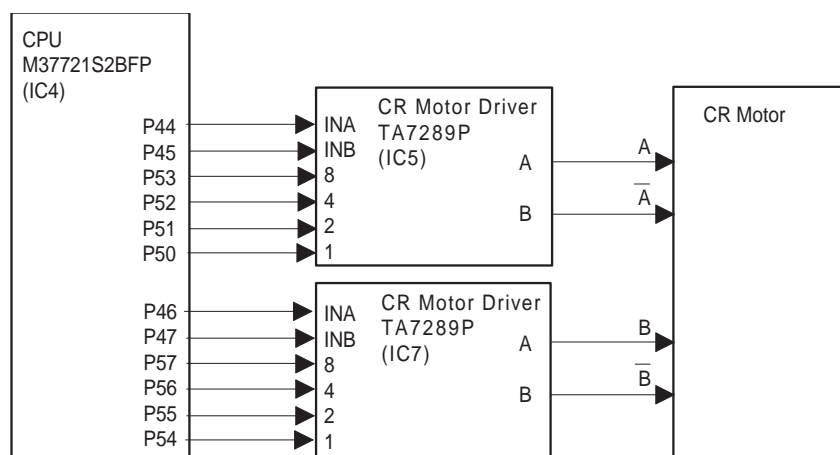 CPU
M37721S2BFP
(IC4)
P44
P45
P53
P52
P51
P50
P46
P47
P57
P56
P55
P54
CR Motor Driver
TA7289P
(IC5)
INA
INB
8
4
2
1
A
B
CR Motor Driver
TA7289P
(IC7)
INA
INB
8
4
2
1
A
B
CR Motor
A
A̅
B
B̅